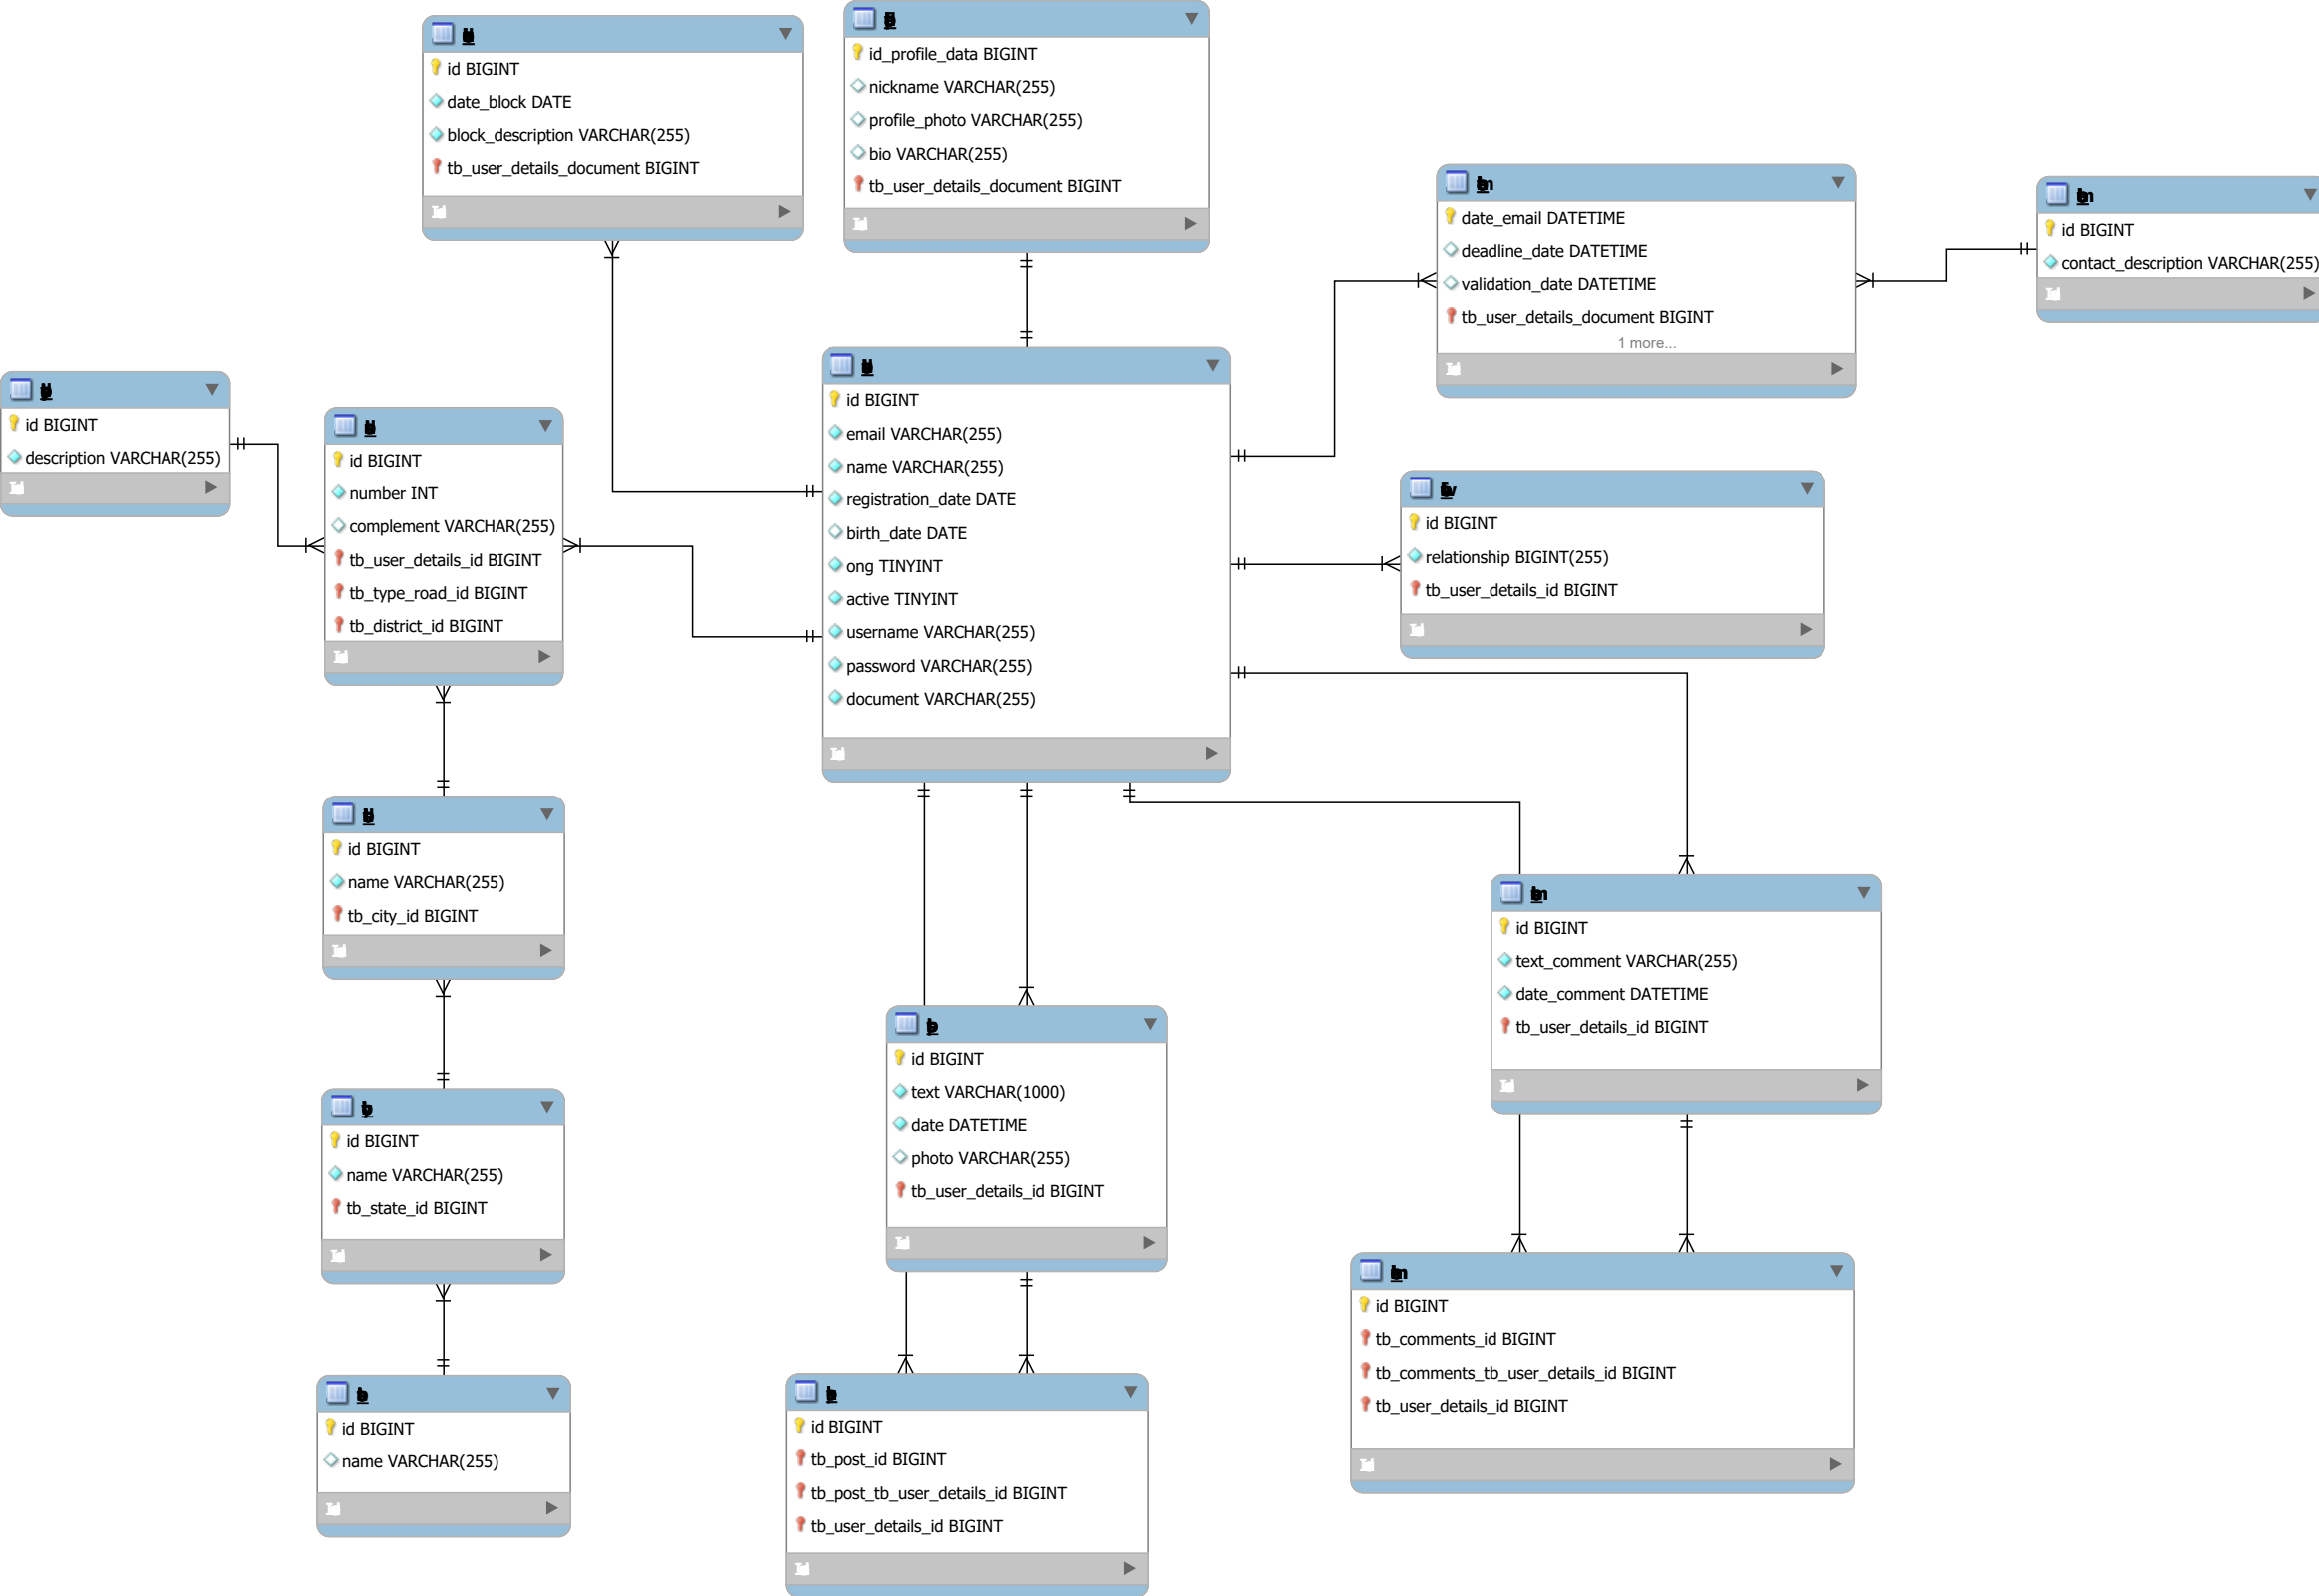 id BIGINT
date_block DATE
block_description VARCHAR(255)
tb_user_details_document BIGINT
id_profile_data BIGINT
nickname VARCHAR(255)
profile_photo VARCHAR(255)
bio VARCHAR(255)
tb_user_details_document BIGINT
date_email DATETIME
deadline_date DATETIME
validation_date DATETIME
tb_user_details_document BIGINT
1 more...
id BIGINT
contact_description VARCHAR(255)
id BIGINT
description VARCHAR(255)
id BIGINT
number INT
complement VARCHAR(255)
tb_user_details_id BIGINT
tb_type_road_id BIGINT
tb_district_id BIGINT
id BIGINT
email VARCHAR(255)
name VARCHAR(255)
registration_date DATE
birth_date DATE
ong TINYINT
active TINYINT
username VARCHAR(255)
password VARCHAR(255)
document VARCHAR(255)
id BIGINT
relationship BIGINT(255)
tb_user_details_id BIGINT
id BIGINT
name VARCHAR(255)
tb_city_id BIGINT
id BIGINT
text_comment VARCHAR(255)
date_comment DATETIME
tb_user_details_id BIGINT
id BIGINT
text VARCHAR(1000)
date DATETIME
photo VARCHAR(255)
tb_user_details_id BIGINT
id BIGINT
name VARCHAR(255)
tb_state_id BIGINT
id BIGINT
tb_comments_id BIGINT
tb_comments_tb_user_details_id BIGINT
tb_user_details_id BIGINT
id BIGINT
name VARCHAR(255)
id BIGINT
tb_post_id BIGINT
tb_post_tb_user_details_id BIGINT
tb_user_details_id BIGINT